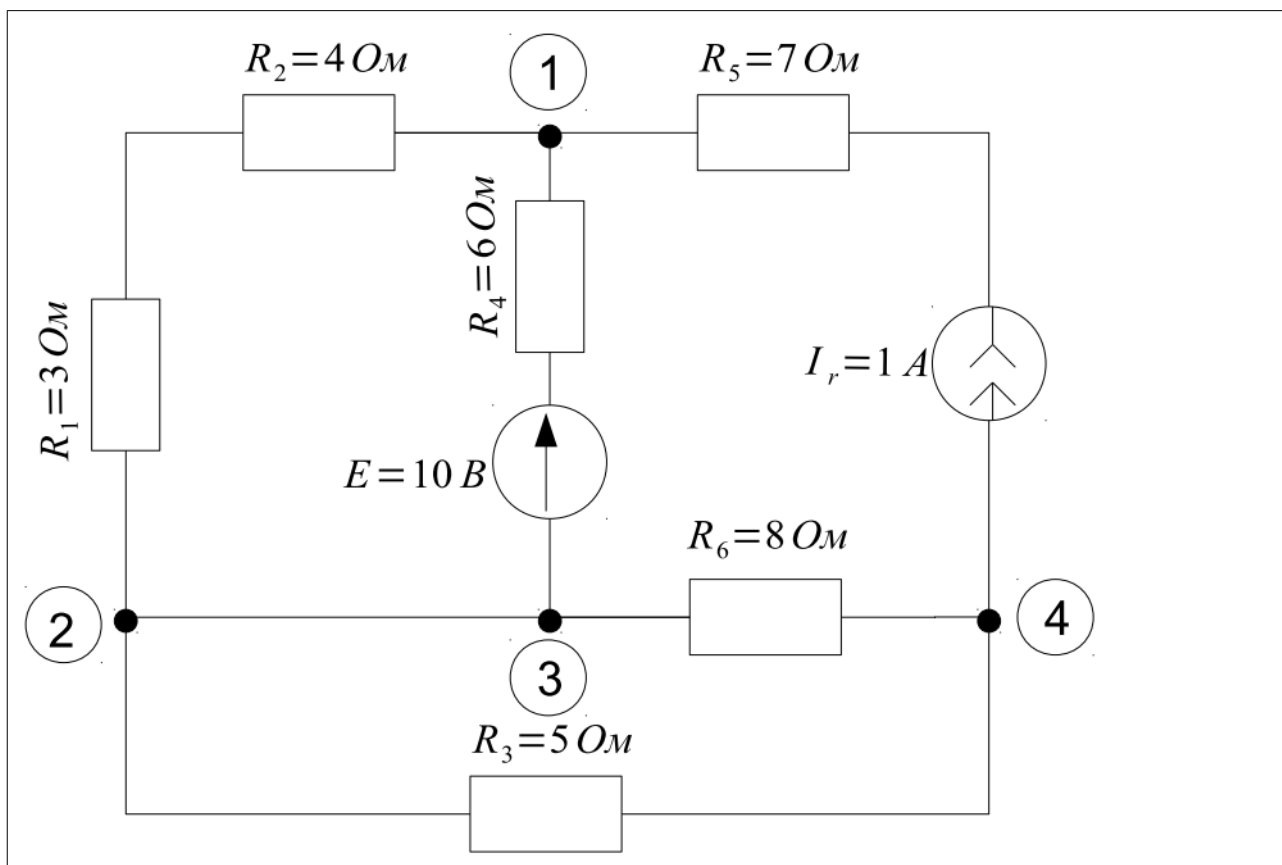 R₂=4 Ом
1
R₅=7 Ом
R₄=6 Ом
R₁=3 Ом
I_r=1 А
E=10 В
R₆=8 Ом
2
3
4
R₃=5 Ом